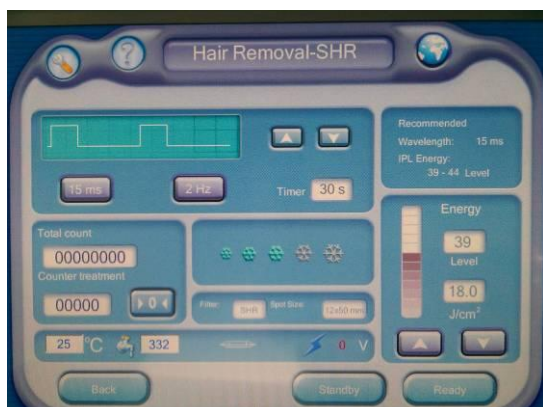 ?
Hair Removal-SHR
15 ms
2 Hz
Timer 30 s
Recommended
Wavelength: 15 ms
IPL Energy:
39 - 44 Level
Total count
00000000
Counter treatment
00000
0
Filter: SHR Spot Size: 12x50 mm
Energy
39
Level
18.0
J/cm²
25 °C 332 0 V
Back
Standby
Ready